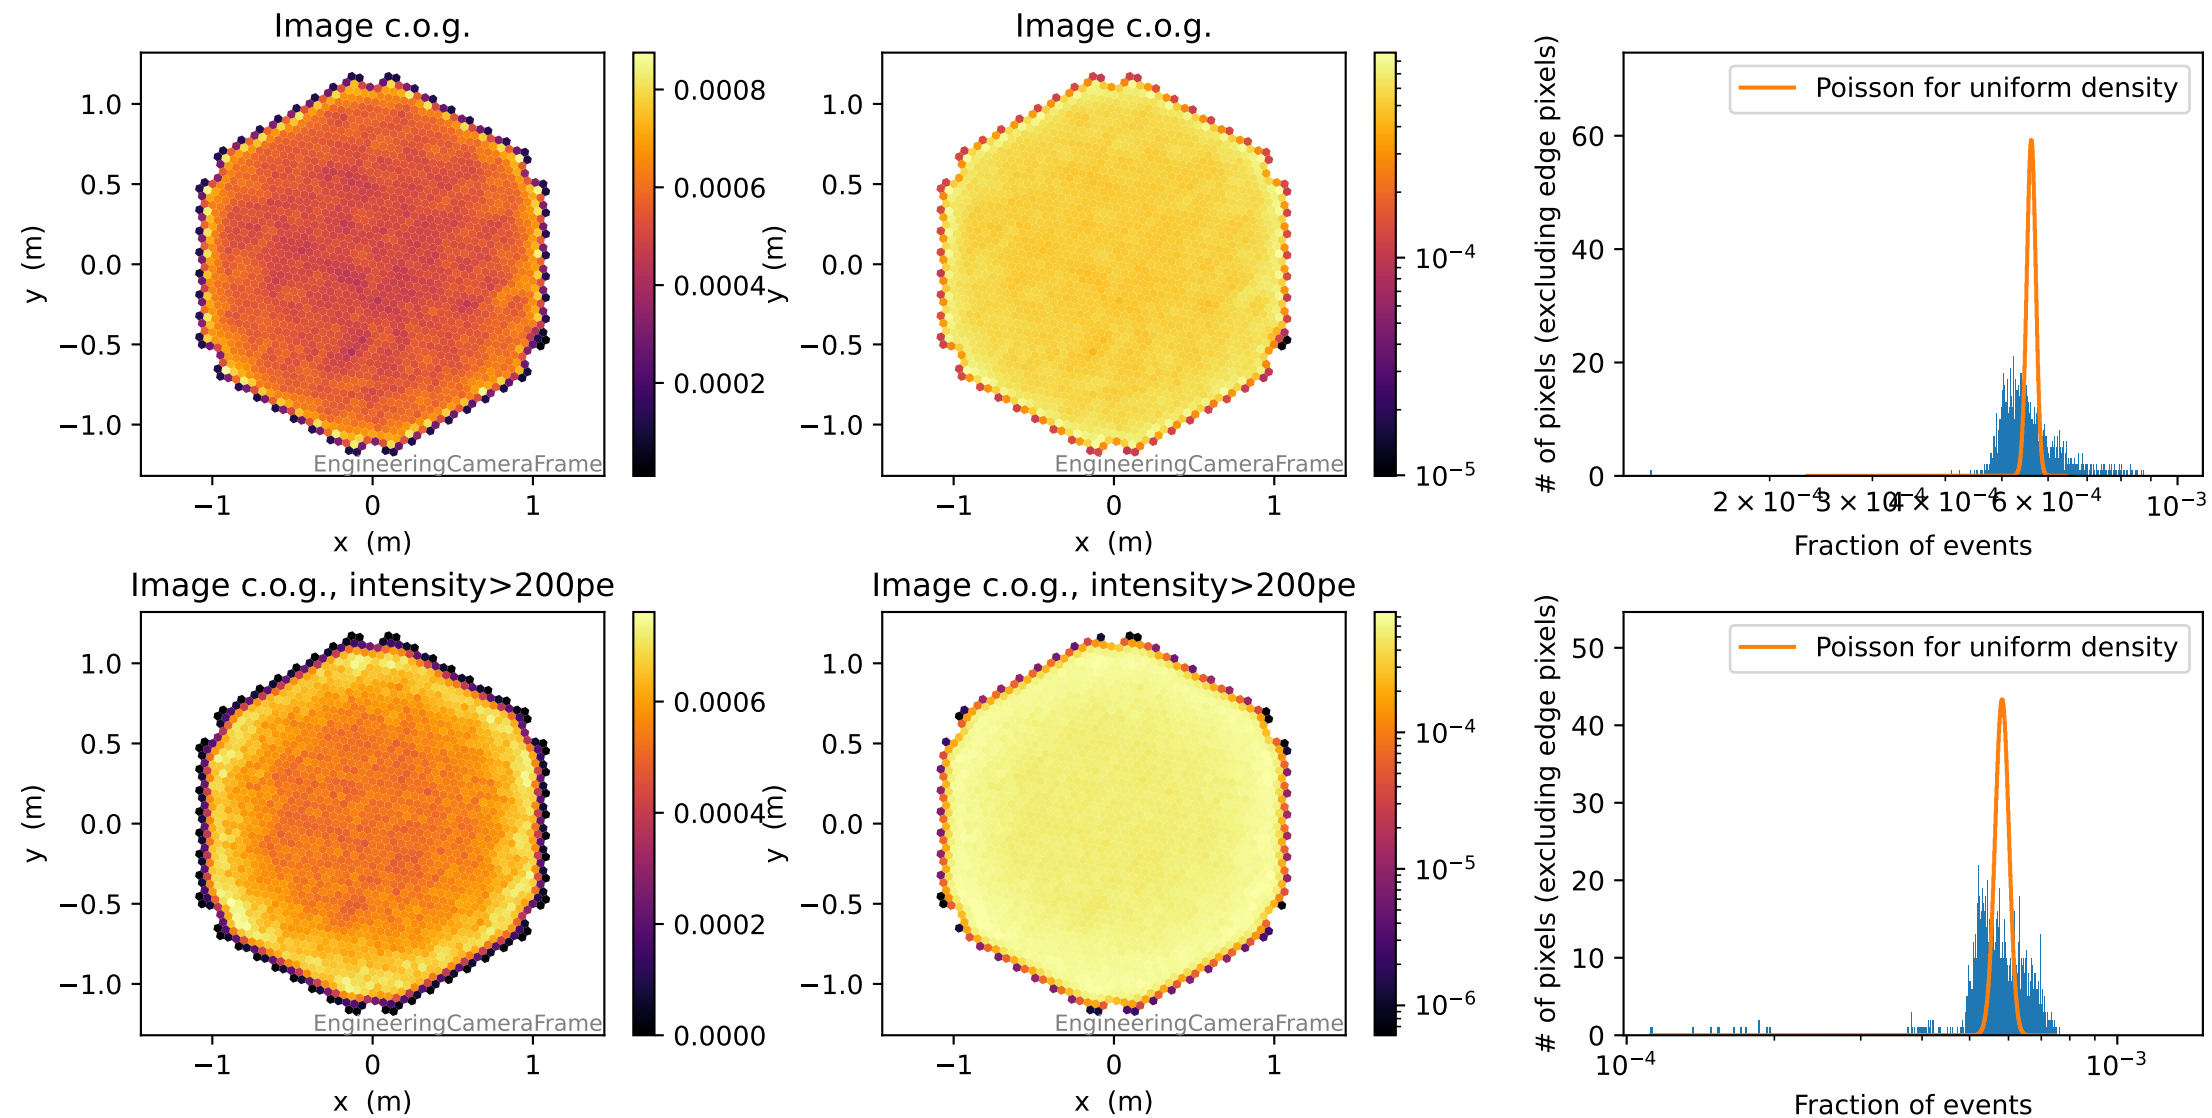 Image c.o.g.
1.0
0.5
0.0
−0.5
−1.0
−1
0
1
y (m)
x (m)
EngineeringCameraFrame
0.0008
0.0006
0.0004
0.0002
Image c.o.g.
1.0
0.5
0.0
−0.5
−1.0
−1
0
1
y (m)
x (m)
EngineeringCameraFrame
10⁻⁴
10⁻⁵
# of pixels (excluding edge pixels)
60
40
20
0
Poisson for uniform density
2 × 10⁻⁴
3 × 10⁻⁴
4 × 10⁻⁴
6 × 10⁻⁴
10⁻³
Fraction of events
Image c.o.g., intensity>200pe
1.0
0.5
0.0
−0.5
−1.0
−1
0
1
y (m)
x (m)
EngineeringCameraFrame
0.0006
0.0004
0.0002
0.0000
Image c.o.g., intensity>200pe
1.0
0.5
0.0
−0.5
−1.0
−1
0
1
y (m)
x (m)
EngineeringCameraFrame
10⁻⁴
10⁻⁵
10⁻⁶
# of pixels (excluding edge pixels)
50
40
30
20
10
0
Poisson for uniform density
10⁻⁴
10⁻³
Fraction of events